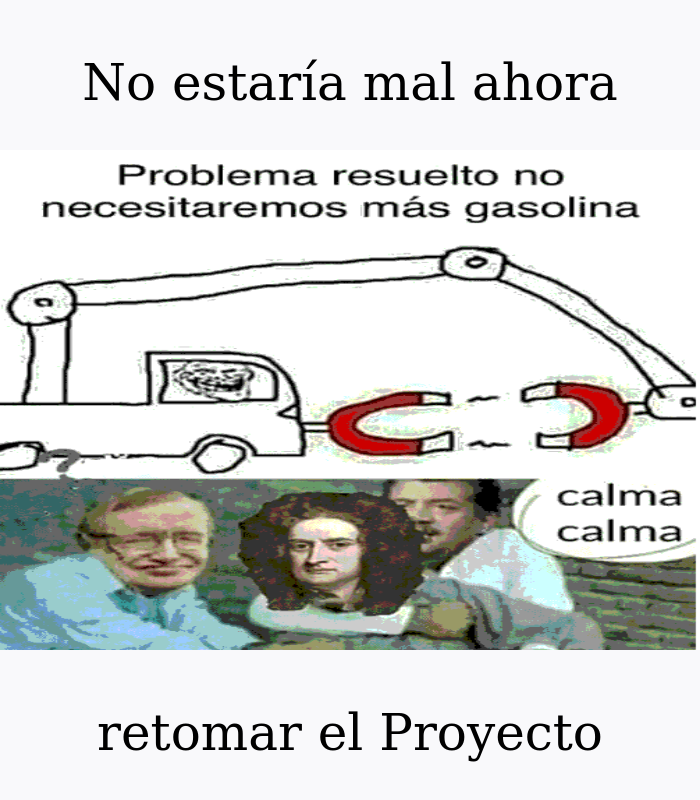 No estaría mal ahora
Problema resuelto no
necesitaremos más gasolina
?
calma
calma
retomar el Proyecto